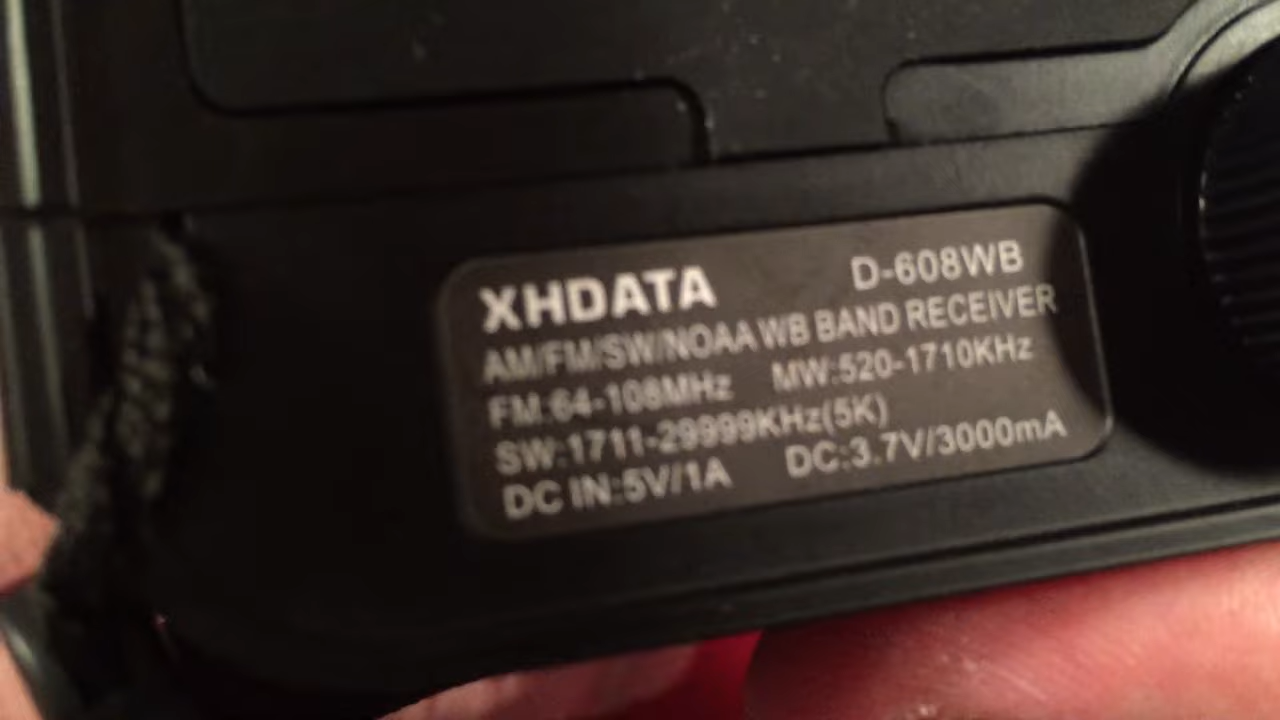 XHDATA D-608WB
AM/FM/SW/NOAA WB BAND RECEIVER
FM:64-108MHz MW:520-1710KHz
SW:1711-29999KHz(5K)
DC IN:5V/1A DC:3.7V/3000mA